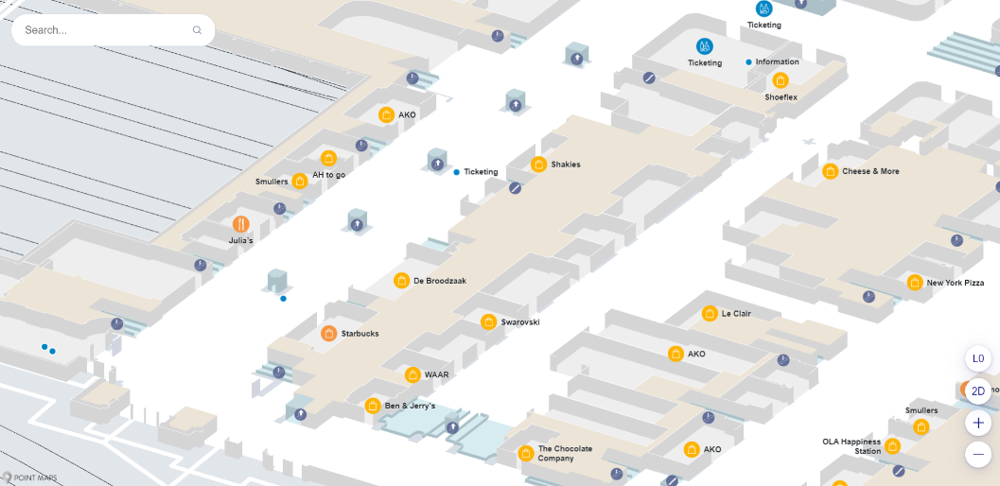 Search...
Ticketing
Ticketing
Information
Shoeflex
AKO
AH to go
Smullers
Ticketing
Shakies
Cheese & More
Julia's
De Broodzaak
New York Pizza
Swarovski
Le Clair
Starbucks
AKO
L0
WAAR
2D
Ben & Jerry's
Smullers
The Chocolate
Company
AKO
OLA Happiness
Station
POINT MAPS